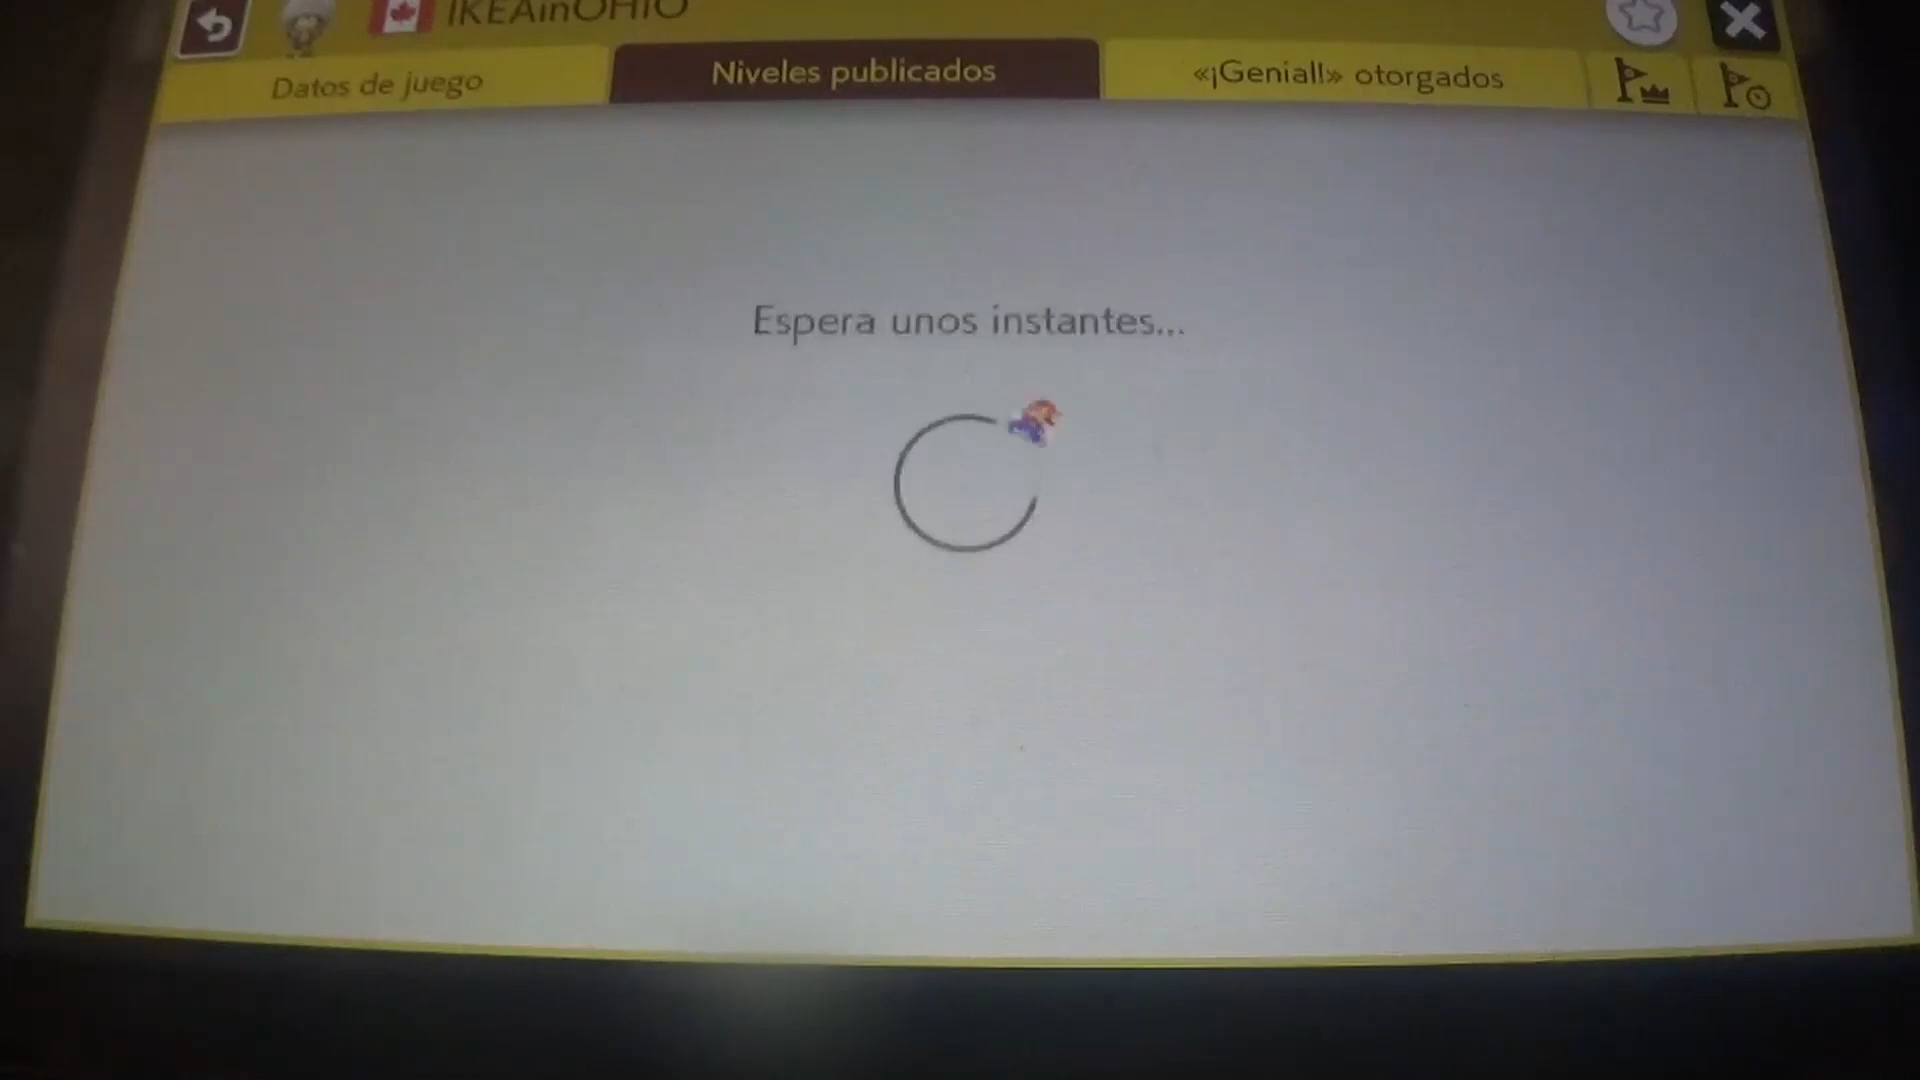 IKEAinOHIO
Datos de juego
Niveles publicados
«¡Genial!» otorgados
Espera unos instantes...